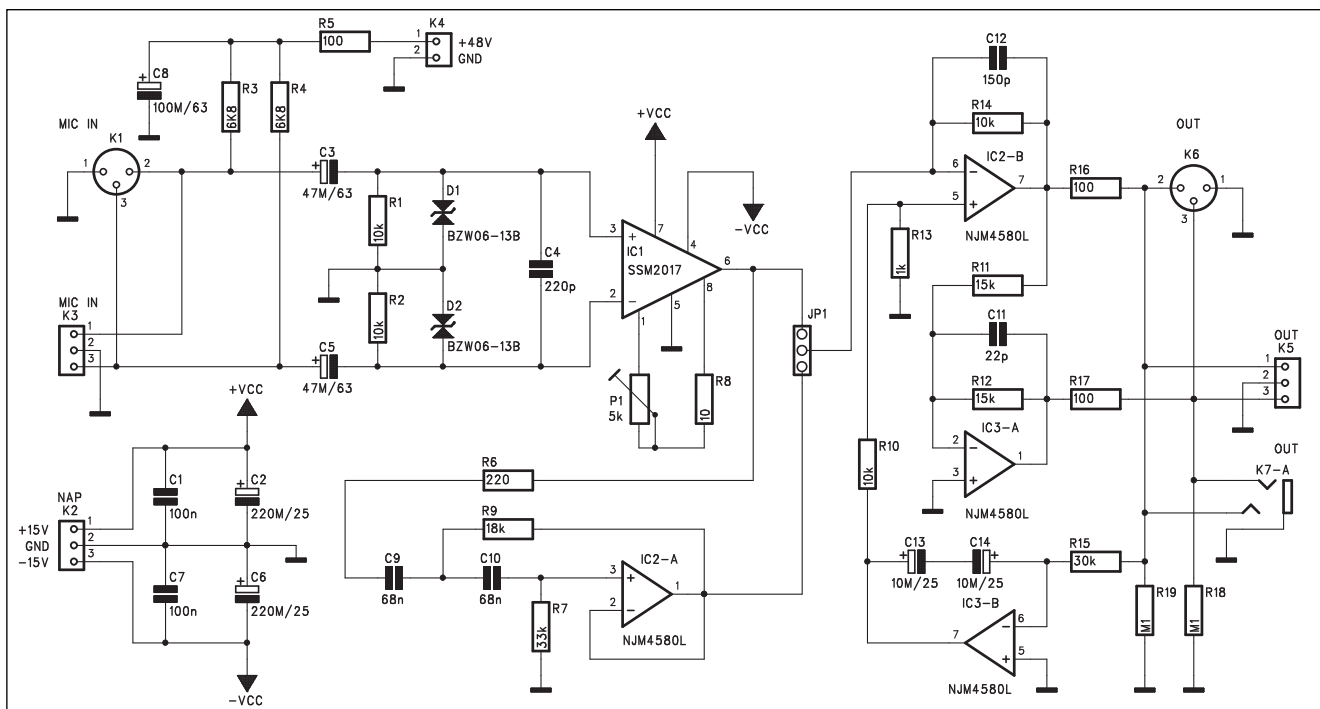 R5
100
K4
1
2
+48V
GND
C8
+
100M/63
R3
6K8
R4
6K8
MIC IN
K1
1
2
3
C3
+
47M/63
R1
10k
D1
BZW06-13B
R2
10k
D2
BZW06-13B
C4
220p
MIC IN
K3
1
2
3
C5
+
47M/63
+VCC
-VCC
3
+
2
-
IC1
SSM2017
7
4
6
8
5
1
P1
5k
R8
10
JP1
C12
150p
R14
10k
IC2-B
6
-
5
+
7
NJM4580L
R13
1k
R16
100
OUT
K6
2
1
3
R11
15k
C11
22p
R12
15k
R17
100
IC3-A
2
-
3
+
1
NJM4580L
OUT
K5
1
2
3
OUT
K7-A
R10
10k
C13
+
10M/25
C14
+
10M/25
R15
30k
IC3-B
7
6
-
5
+
NJM4580L
R19
M1
R18
M1
+VCC
NAP
K2
+15V
GND
-15V
1
2
3
C1
100n
C2
+
220M/25
C7
100n
C6
+
220M/25
-VCC
R6
220
R9
18k
C9
68n
C10
68n
R7
33k
IC2-A
3
+
2
-
1
NJM4580L